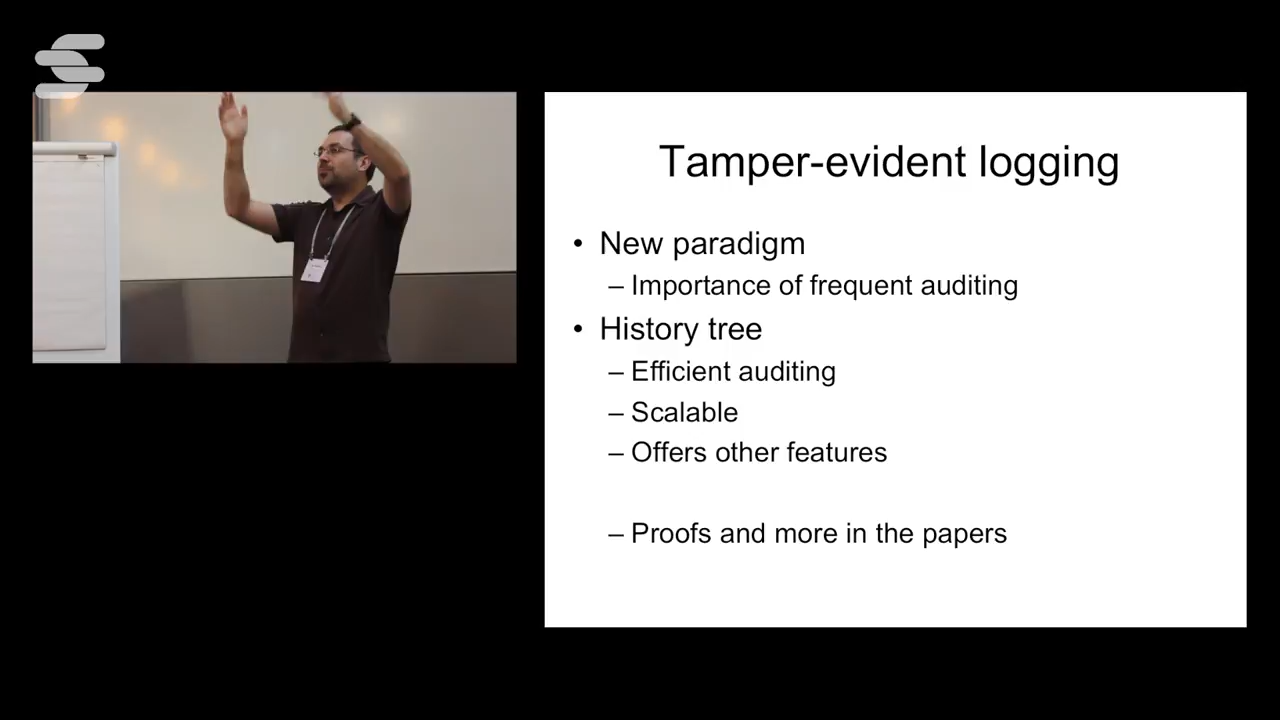 Tamper-evident logging
• New paradigm
– Importance of frequent auditing
• History tree
– Efficient auditing
– Scalable
– Offers other features
– Proofs and more in the papers